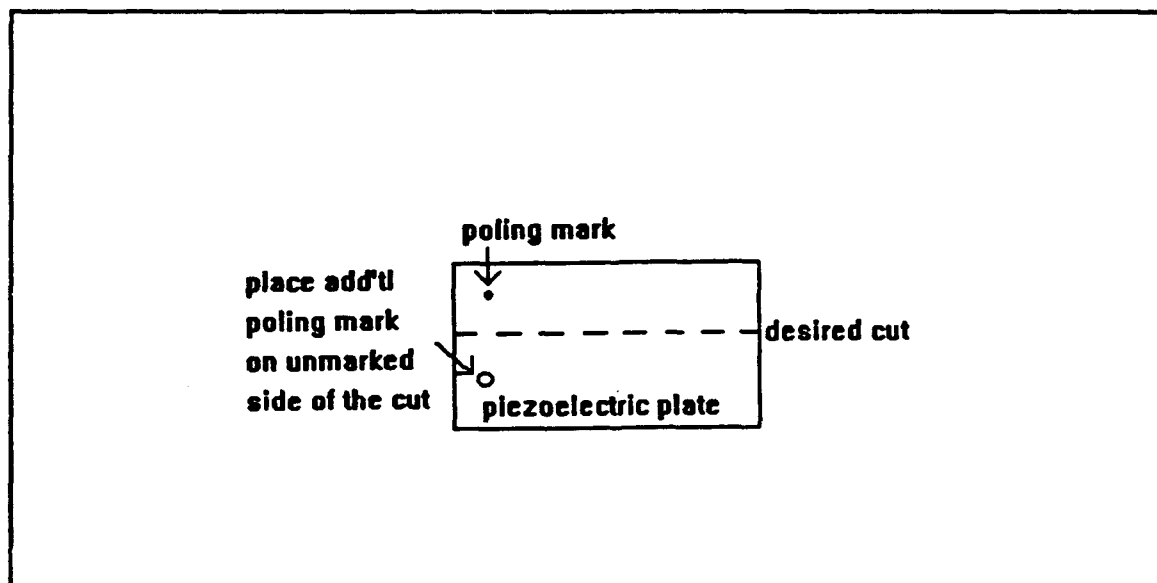 poling mark
place add'tl
poling mark
on unmarked
side of the cut
desired cut
piezoelectric plate